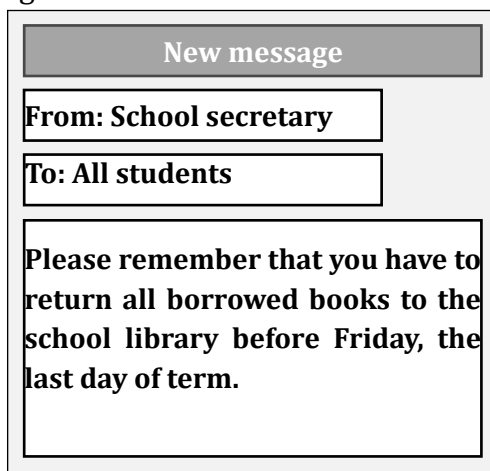 New message
From: School secretary
To: All students
Please remember that you have to
return all borrowed books to the
school library before Friday, the
last day of term.